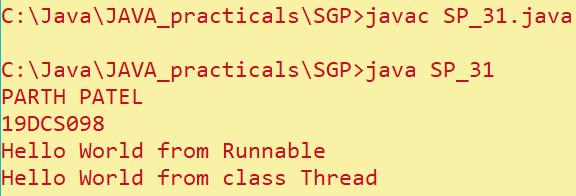 C:\Java\JAVA_practicals\SGP>javac SP_31.java
C:\Java\JAVA_practicals\SGP>java SP_31
PARTH PATEL
19DCS098
Hello World from Runnable
Hello World from class Thread